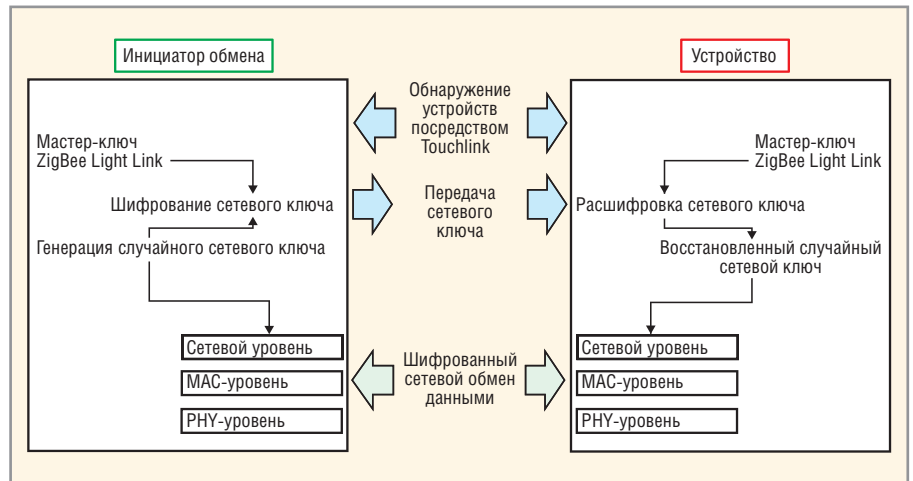 Инициатор обмена
Устройство
Обнаружение
устройств
посредством
Touchlink
Мастер-ключ
ZigBee Light Link
Мастер-ключ
ZigBee Light Link
Шифрование сетевого ключа
Передача
сетевого
ключа
Расшифровка сетевого ключа
Генерация случайного сетевого ключа
Восстановленный случайный
сетевой ключ
Сетевой уровень
MAC-уровень
PHY-уровень
Шифрованный
сетевой обмен
данными
Сетевой уровень
MAC-уровень
PHY-уровень